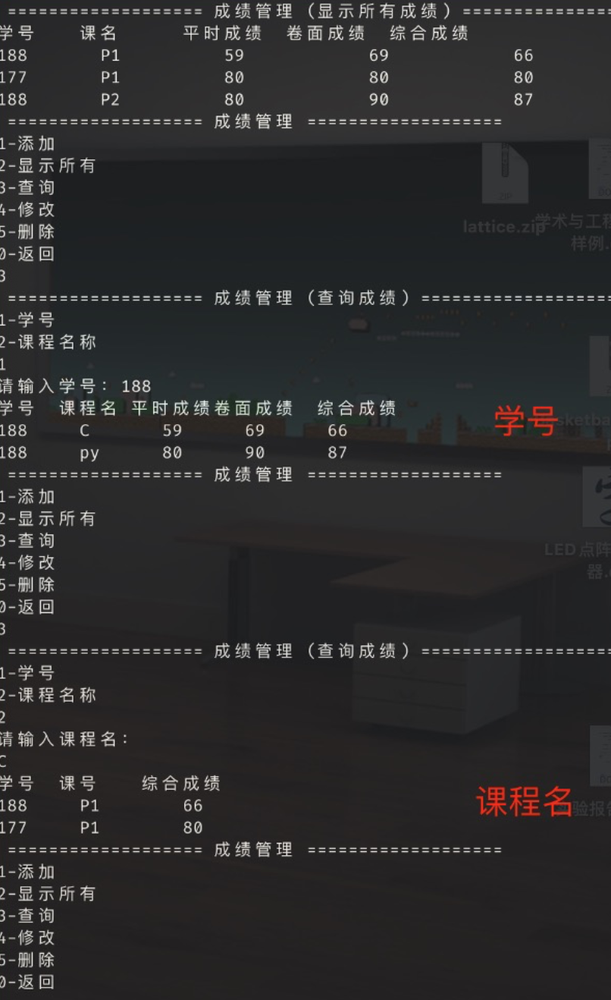 =================== 成绩管理（显示所有成绩）===============
学号 课名 平时成绩 卷面成绩 综合成绩
188 P1 59 69 66
177 P1 80 80 80
188 P2 80 90 87
=================== 成绩管理 ===================
1-添加
2-显示所有
3-查询
4-修改
5-删除
0-返回
3
=================== 成绩管理（查询成绩）===================
1-学号
2-课程名称
1
请输入学号：188
学号 课程名 平时成绩卷面成绩 综合成绩
188 C 59 69 66
188 py 80 90 87
学号
=================== 成绩管理 ===================
1-添加
2-显示所有
3-查询
4-修改
5-删除
0-返回
3
=================== 成绩管理（查询成绩）===================
1-学号
2-课程名称
2
请输入课程名：
C
学号 课号 综合成绩
188 P1 66
177 P1 80
课程名
=================== 成绩管理 ===================
1-添加
2-显示所有
3-查询
4-修改
5-删除
0-返回
ZIP
lattice.zip
学术与工程
样例.
LED点阵
器.
验报告